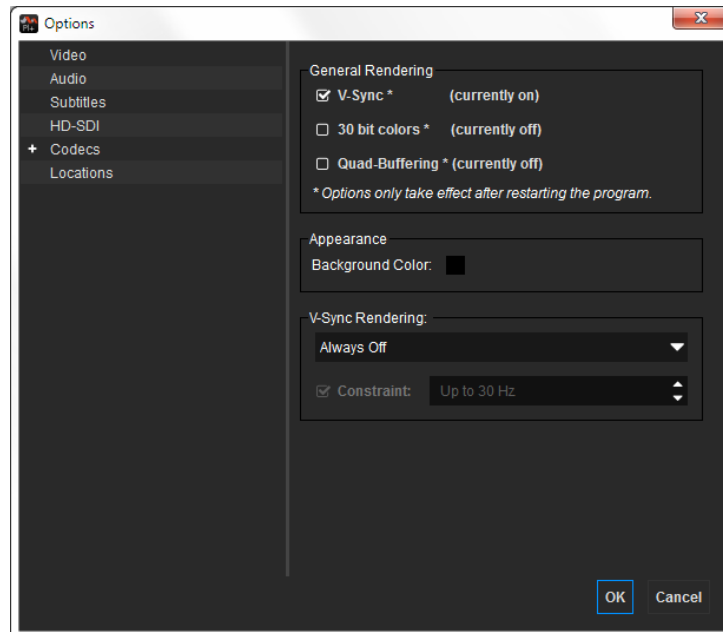 Options
Video
Audio
Subtitles
HD-SDI
+ Codecs
Locations
General Rendering
V-Sync * (currently on)
30 bit colors * (currently off)
Quad-Buffering * (currently off)
* Options only take effect after restarting the program.
Appearance
Background Color:
V-Sync Rendering:
Always Off
Constraint: Up to 30 Hz
OK Cancel